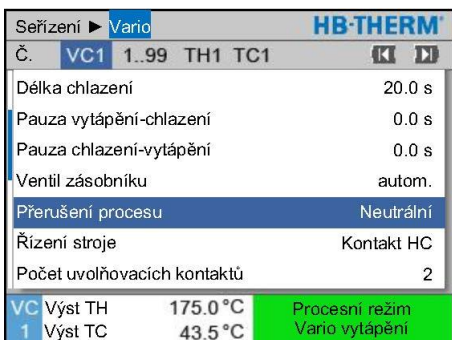 Seřízení ► Vario HB-THERM®
Č. VC1 1..99 TH1 TC1
Délka chlazení 20.0 s
Pauza vytápění-chlazení 0.0 s
Pauza chlazení-vytápění 0.0 s
Ventil zásobníku autom.
Přerušení procesu Neutrální
Řízení stroje Kontakt HC
Počet uvolňovacích kontaktů 2
VC Výst TH 175.0 °C Procesní režim
1 Výst TC 43.5 °C Vario vytápění